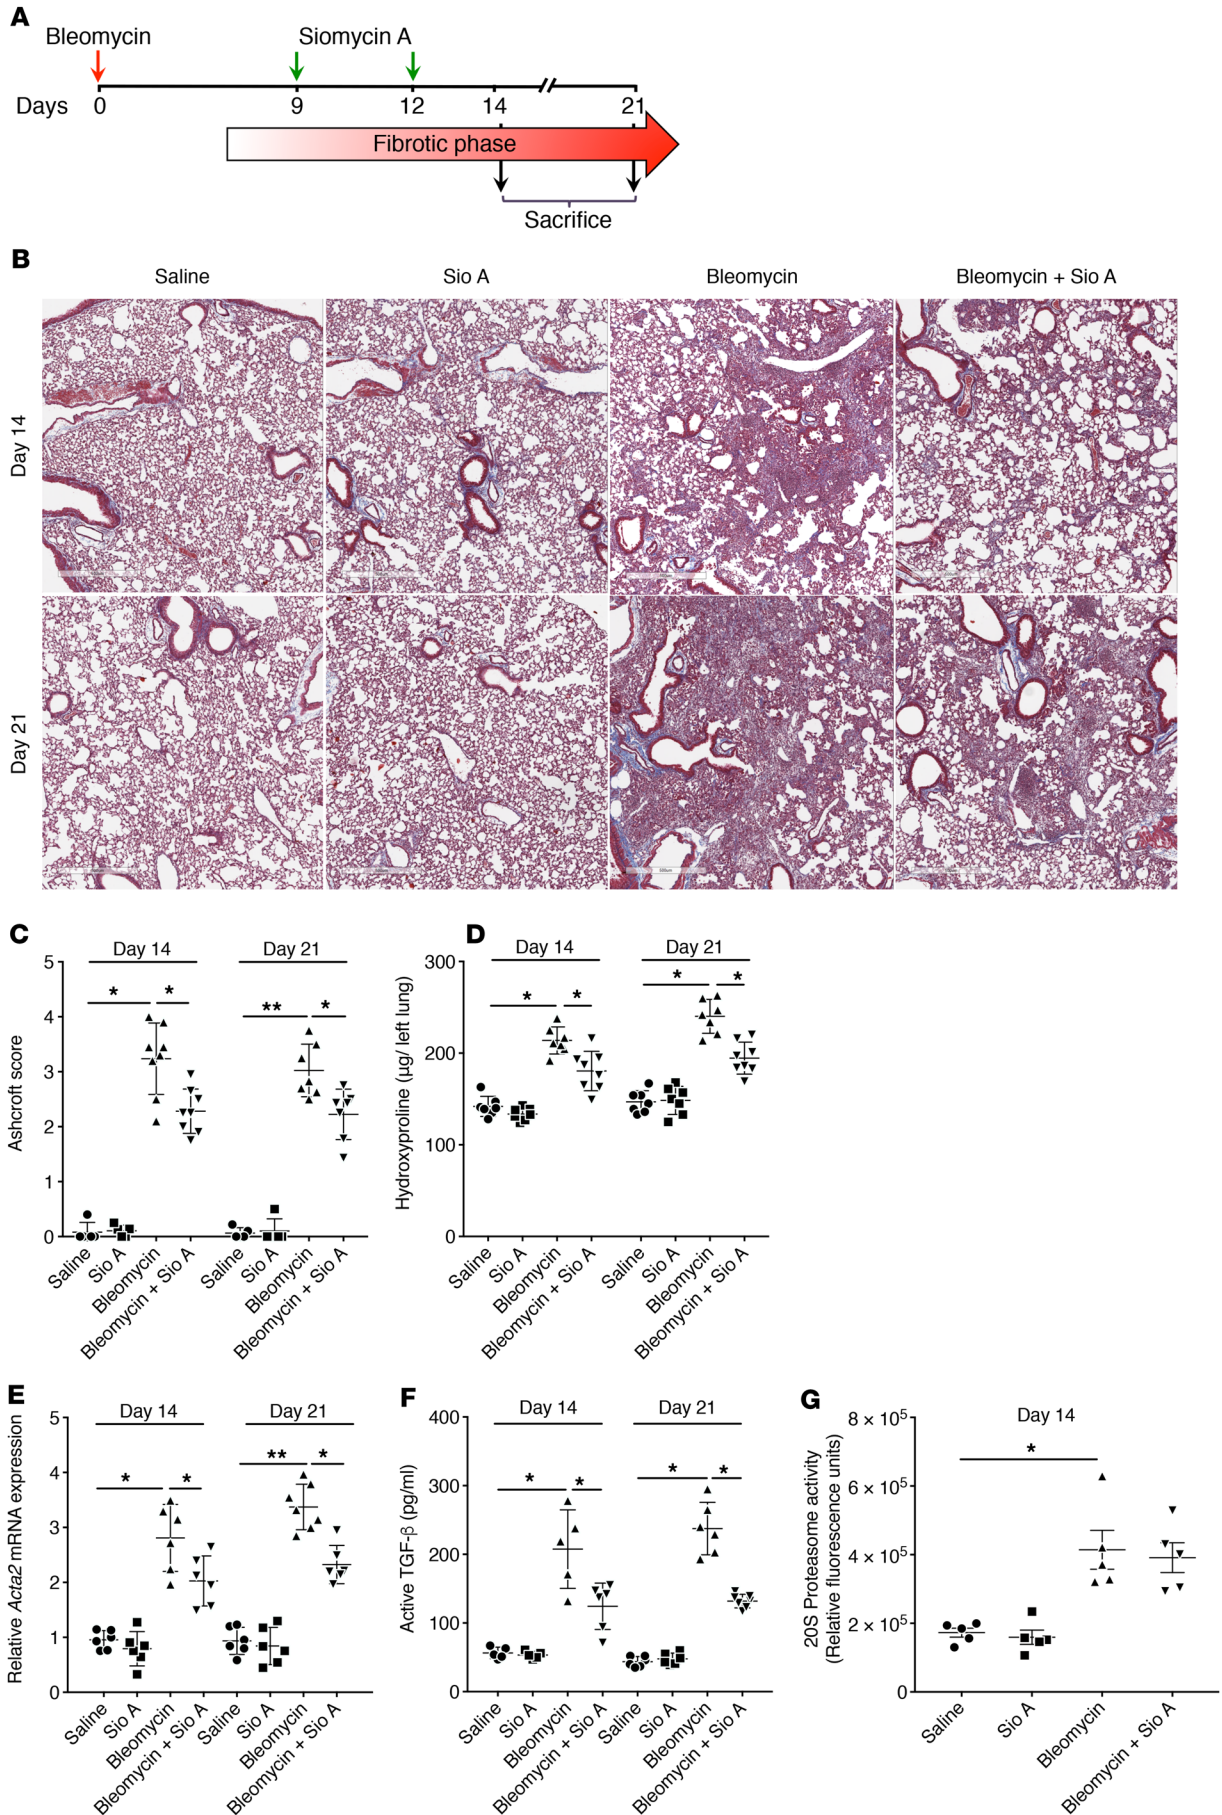 A
Bleomycin
Siomycin A
Days 0 9 12 14 21
Fibrotic phase
Sacrifice
B
Saline Sio A Bleomycin Bleomycin + Sio A
Day 14
Day 21
C
Day 14 Day 21
Ashcroft score
5
4
3
2
1
0
* * ** *
Saline
Sio A
Bleomycin
Bleomycin + Sio A
Saline
Sio A
Bleomycin
Bleomycin + Sio A
D
Day 14 Day 21
Hydroxyproline (µg/ left lung)
300
200
100
0
* * * *
Saline
Sio A
Bleomycin
Bleomycin + Sio A
Saline
Sio A
Bleomycin
Bleomycin + Sio A
E
Day 14 Day 21
Relative Acta2 mRNA expression
5
4
3
2
1
0
* * ** *
Saline
Sio A
Bleomycin
Bleomycin + Sio A
Saline
Sio A
Bleomycin
Bleomycin + Sio A
F
Day 14 Day 21
Active TGF-β (pg/ml)
400
300
200
100
0
* * * *
Saline
Sio A
Bleomycin
Bleomycin + Sio A
Saline
Sio A
Bleomycin
Bleomycin + Sio A
G
Day 14
20S Proteasome activity
(Relative fluorescence units)
8 × 10⁵
6 × 10⁵
4 × 10⁵
2 × 10⁵
0
*
Saline
Sio A
Bleomycin
Bleomycin + Sio A